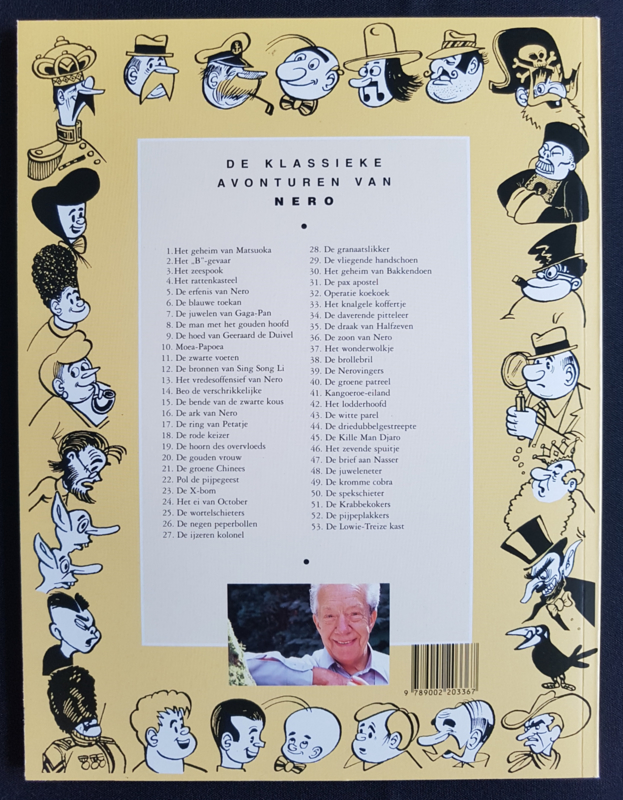 DE KLASSIEKE
AVONTUREN VAN
NERO
1. Het geheim van Matsuoka
2. Het „B"-gevaar
3. Het zeespook
4. Het rattenkasteel
5. De erfenis van Nero
6. De blauwe toekan
7. De juwelen van Gaga-Pan
8. De man met het gouden hoofd
9. De hoed van Geeraard de Duivel
10. Moea-Papoea
11. De zwarte voeten
12. De bronnen van Sing Song Li
13. Het vredesoffensief van Nero
14. Beo de verschrikkelijke
15. De bende van de zwarte kous
16. De ark van Nero
17. De ring van Petatje
18. De rode keizer
19. De hoorn des overvloeds
20. De gouden vrouw
21. De groene Chinees
22. Pol de pijpegeest
23. De X-bom
24. Het ei van October
25. De wortelschieters
26. De negen peperbollen
27. De ijzeren kolonel
28. De granaatslikker
29. De vliegende handschoen
30. Het geheim van Bakkendoen
31. De pax apostel
32. Operatie koekoek
33. Het knalgele koffertje
34. De daverende pitteleer
35. De draak van Halfzeven
36. De zoon van Nero
37. Het wonderwolkje
38. De brollebril
39. De Nerovingers
40. De groene patreel
41. Kangoeroe-eiland
42. Het lodderhoofd
43. De witte parel
44. De driedubbelgestreepte
45. De Kille Man Djaro
46. Het zevende spuitje
47. De brief aan Nasser
48. De juweleneter
49. De kromme cobra
50. De spekschieter
51. De Krabbekokers
52. De pijpeplakkers
53. De Lowie-Treize kast
9 789002 203367